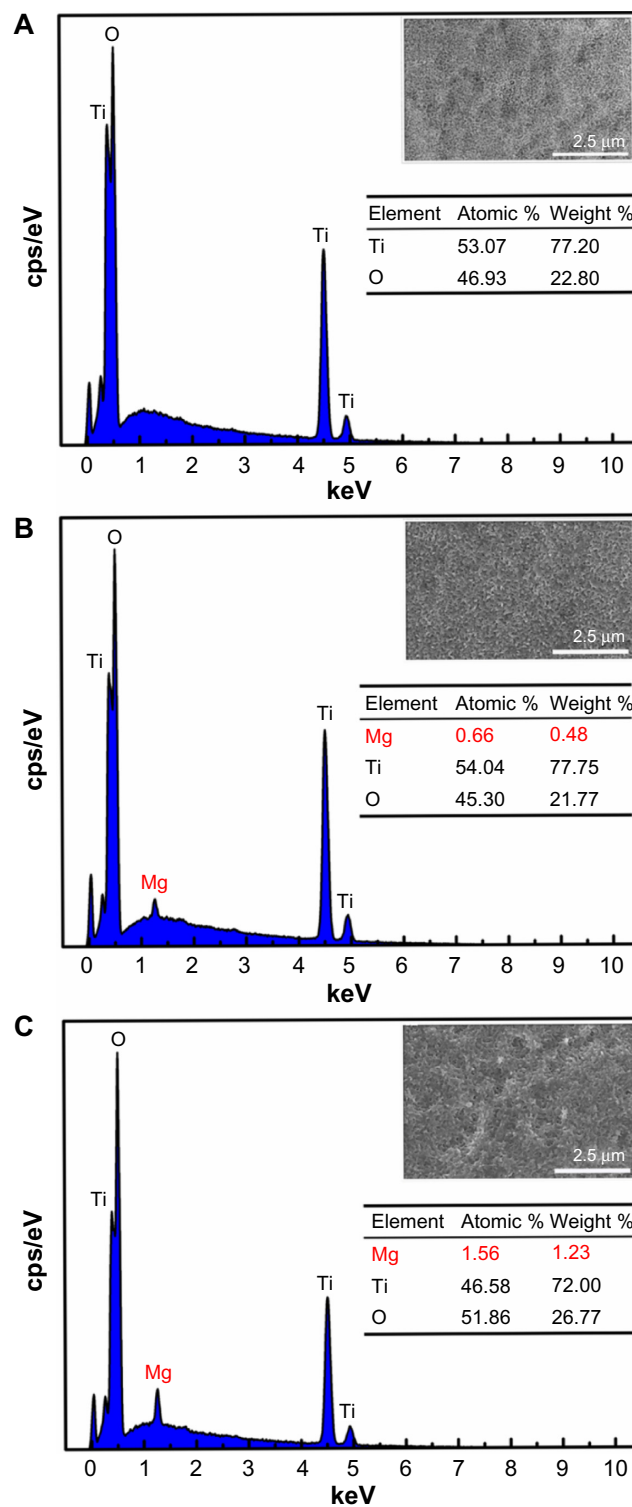 A
O
Ti
2.5 μm
Element Atomic % Weight %
Ti 53.07 77.20
O 46.93 22.80
Ti
Ti
cps/eV
0 1 2 3 4 5 6 7 8 9 10
keV
B
O
2.5 μm
Ti
Element Atomic % Weight %
Mg 0.66 0.48
Ti 54.04 77.75
O 45.30 21.77
Ti
Mg
Ti
cps/eV
0 1 2 3 4 5 6 7 8 9 10
keV
C
O
2.5 μm
Ti
Element Atomic % Weight %
Mg 1.56 1.23
Ti 46.58 72.00
O 51.86 26.77
Ti
Mg
Ti
cps/eV
0 1 2 3 4 5 6 7 8 9 10
keV